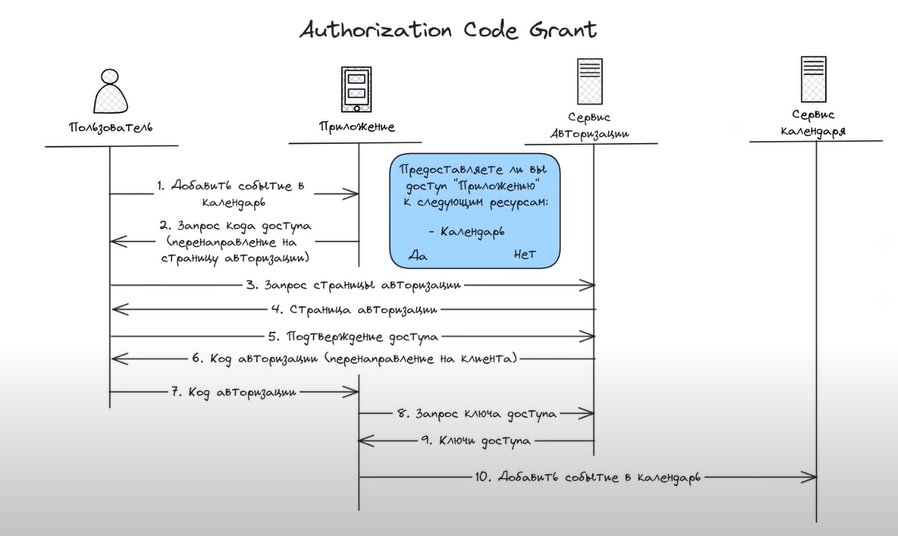 Authorization Code Grant
Пользователь
Приложение
Сервис
Авторизации
Сервис
календаря
Предоставляете ли вы
доступ "Приложению"
к следующим ресурсам:
- Календарь
Да Нет
1. Добавить событие в
календарь
2. Запрос кода доступа
(перенаправление на
страницу авторизации)
3. Запрос страницы авторизации
4. Страница авторизации
5. Подтверждение доступа
6. Код авторизации (перенаправление на клиента)
7. Код авторизации
8. Запрос ключа доступа
9. Ключи доступа
10. Добавить событие в календарь